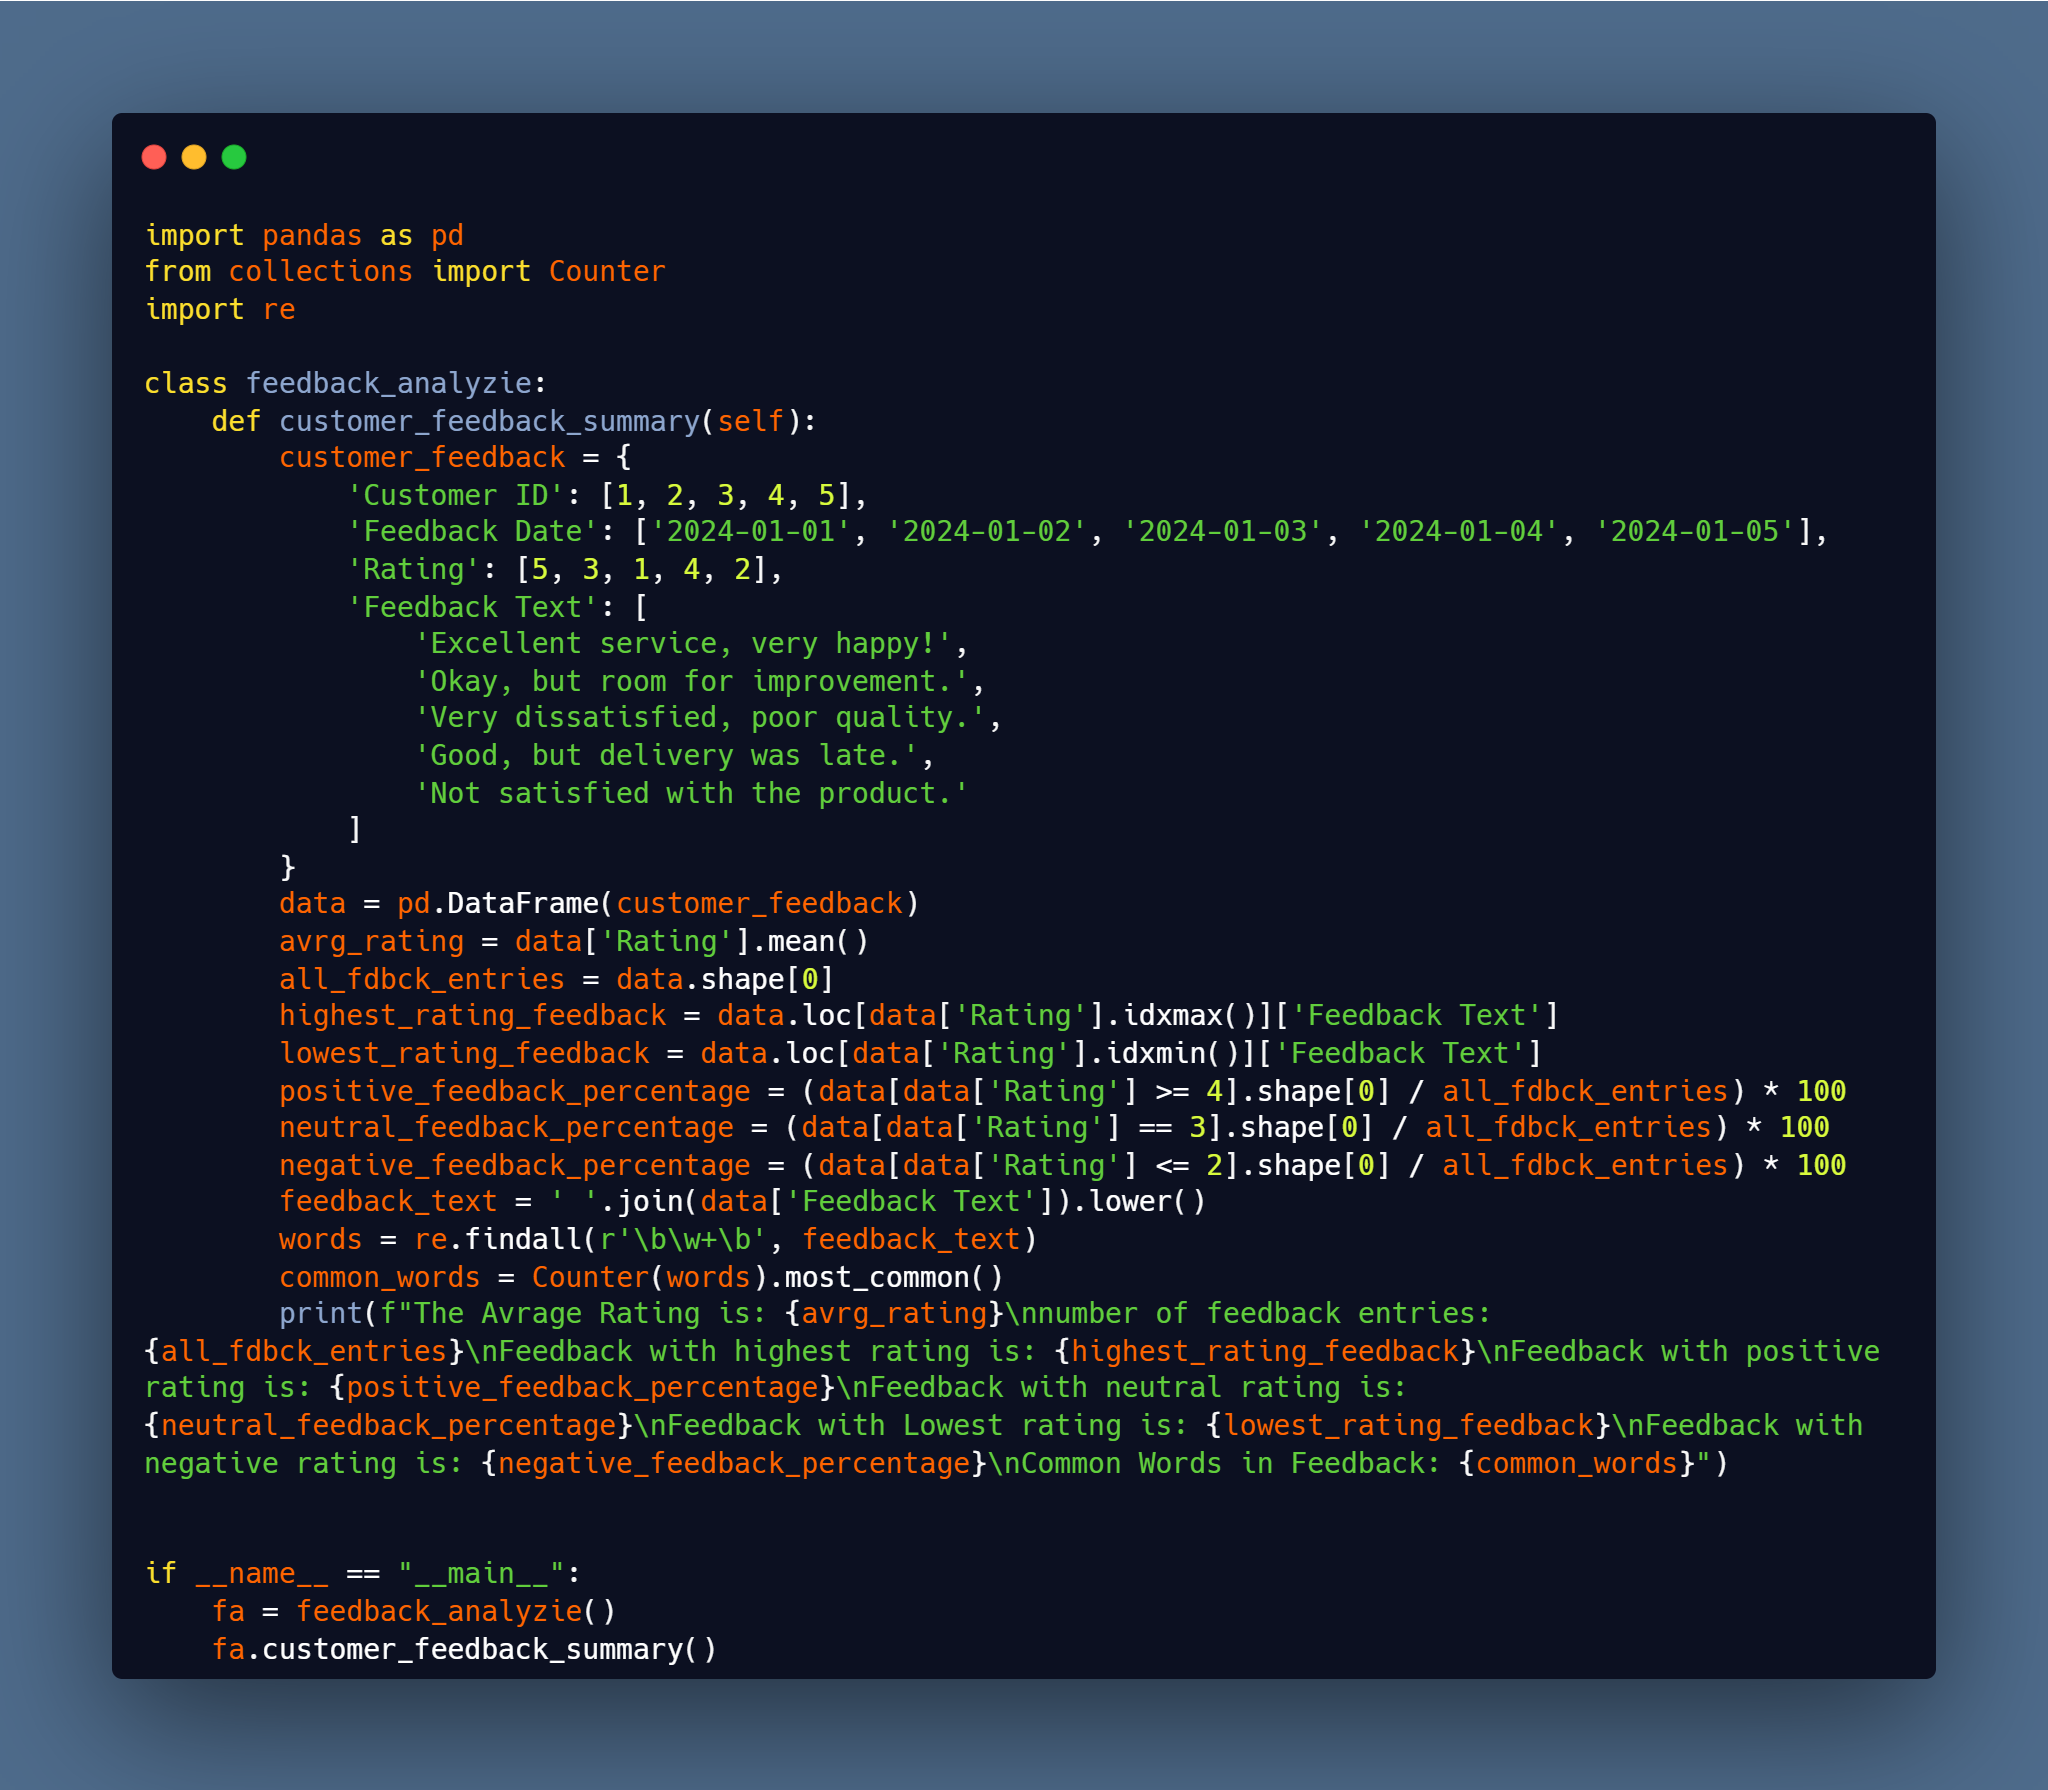 import pandas as pd
from collections import Counter
import re

class feedback_analyzie:
    def customer_feedback_summary(self):
        customer_feedback = {
            'Customer ID': [1, 2, 3, 4, 5],
            'Feedback Date': ['2024-01-01', '2024-01-02', '2024-01-03', '2024-01-04', '2024-01-05'],
            'Rating': [5, 3, 1, 4, 2],
            'Feedback Text': [
                'Excellent service, very happy!',
                'Okay, but room for improvement.',
                'Very dissatisfied, poor quality.',
                'Good, but delivery was late.',
                'Not satisfied with the product.'
            ]
        }
        data = pd.DataFrame(customer_feedback)
        avrg_rating = data['Rating'].mean()
        all_fdbck_entries = data.shape[0]
        highest_rating_feedback = data.loc[data['Rating'].idxmax()]['Feedback Text']
        lowest_rating_feedback = data.loc[data['Rating'].idxmin()]['Feedback Text']
        positive_feedback_percentage = (data[data['Rating'] >= 4].shape[0] / all_fdbck_entries) * 100
        neutral_feedback_percentage = (data[data['Rating'] == 3].shape[0] / all_fdbck_entries) * 100
        negative_feedback_percentage = (data[data['Rating'] <= 2].shape[0] / all_fdbck_entries) * 100
        feedback_text = ' '.join(data['Feedback Text']).lower()
        words = re.findall(r'\b\w+\b', feedback_text)
        common_words = Counter(words).most_common()
        print(f"The Avrage Rating is: {avrg_rating}\nnumber of feedback entries:
{all_fdbck_entries}\nFeedback with highest rating is: {highest_rating_feedback}\nFeedback with positive
rating is: {positive_feedback_percentage}\nFeedback with neutral rating is:
{neutral_feedback_percentage}\nFeedback with Lowest rating is: {lowest_rating_feedback}\nFeedback with
negative rating is: {negative_feedback_percentage}\nCommon Words in Feedback: {common_words}")

if __name__ == "__main__":
    fa = feedback_analyzie()
    fa.customer_feedback_summary()